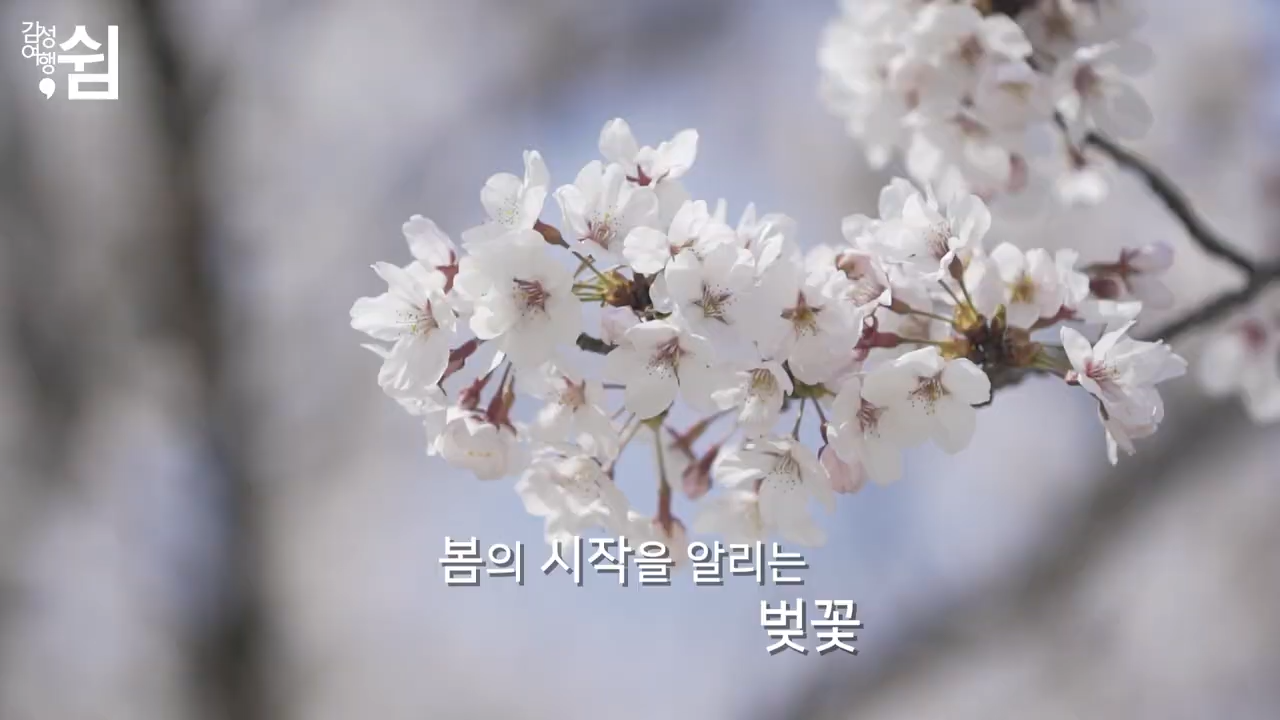 감성
여행
, 쉼
봄의 시작을 알리는
벚꽃